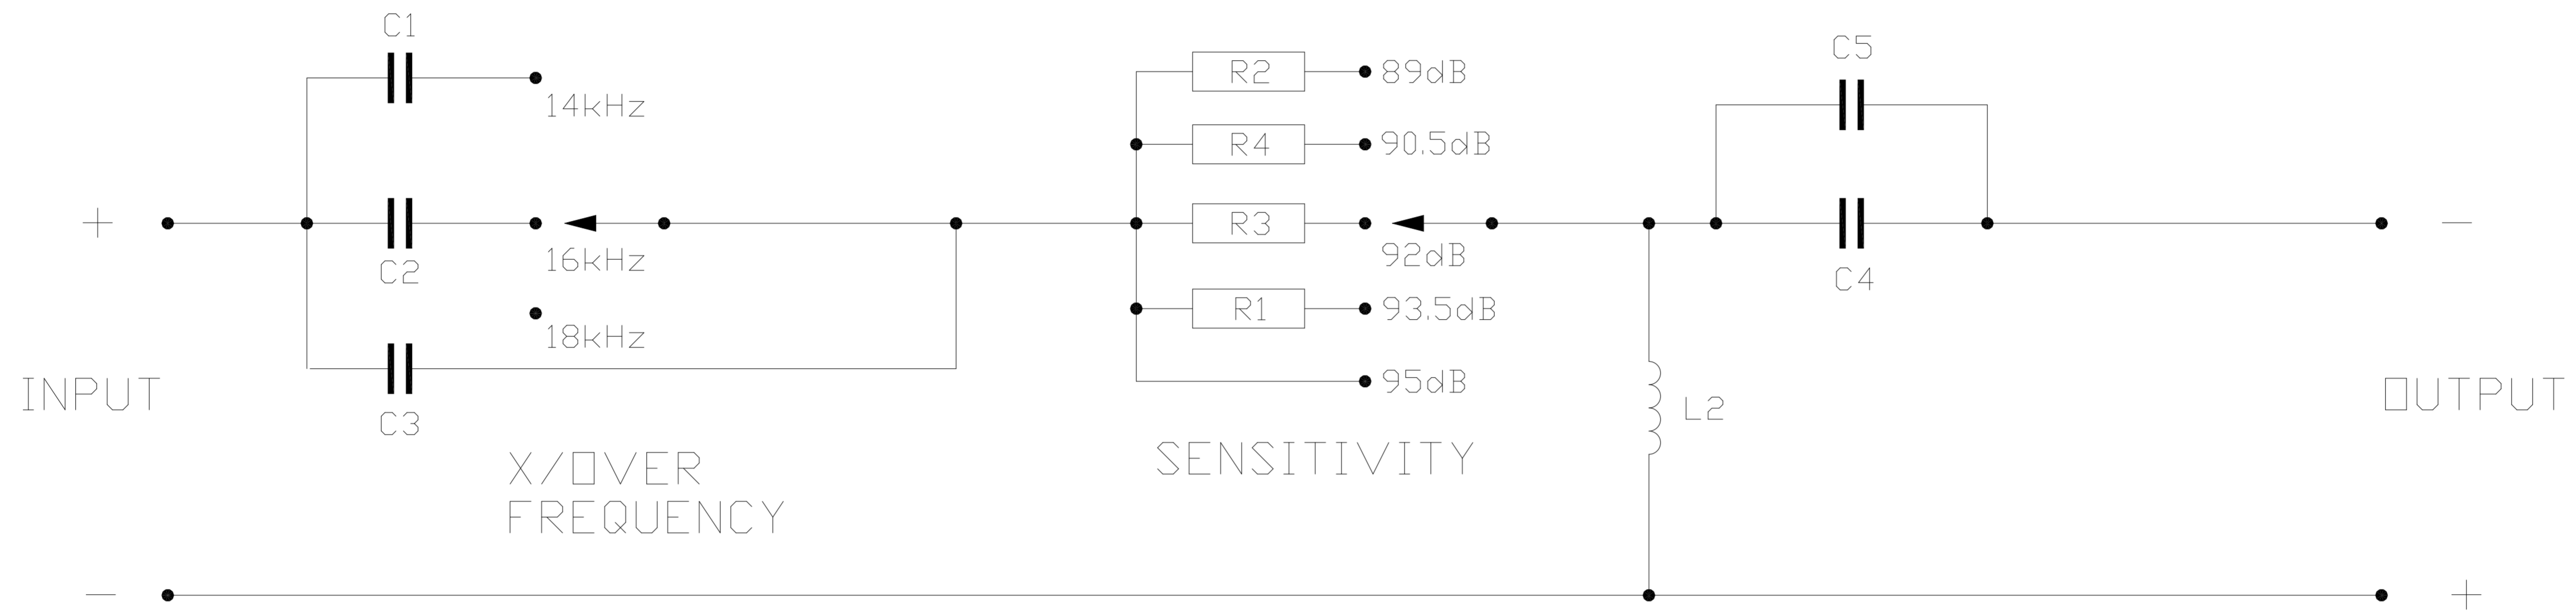 C1
14kHz
+
C2
16kHz
18kHz
C3
INPUT
X/OVER
FREQUENCY
−
R2
89dB
R4
90.5dB
R3
92dB
R1
93.5dB
95dB
SENSITIVITY
C5
C4
L2
−
OUTPUT
+